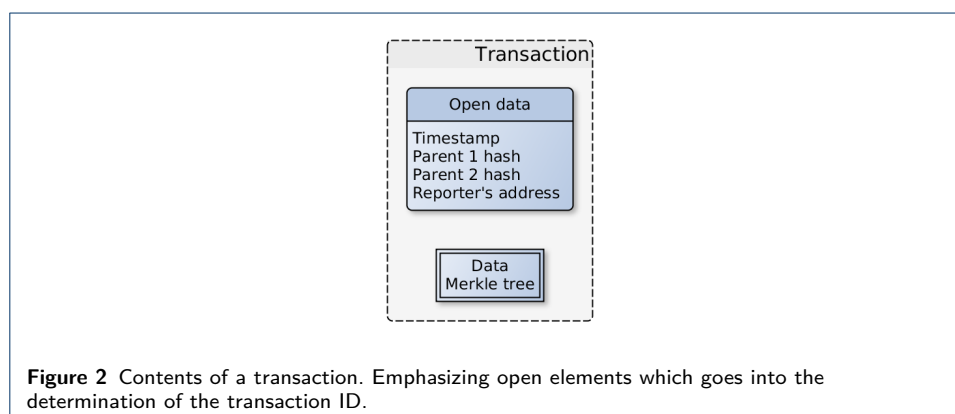 Transaction
Open data
Timestamp
Parent 1 hash
Parent 2 hash
Reporter's address
Data
Merkle tree
Figure 2 Contents of a transaction. Emphasizing open elements which goes into the
determination of the transaction ID.